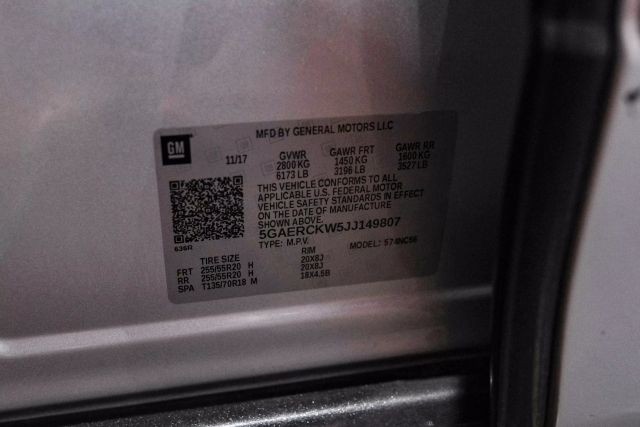 MFD BY GENERAL MOTORS LLC
GM
11/17 GVWR GAWR FRT GAWR RR
2800 KG 1450 KG 1600 KG
6173 LB 3196 LB 3527 LB
THIS VEHICLE CONFORMS TO ALL
APPLICABLE U.S. FEDERAL MOTOR
VEHICLE SAFETY STANDARDS IN EFFECT
ON THE DATE OF MANUFACTURE
SHOWN ABOVE.
5GAERCKW5JJ149807
636R
TYPE: M.P.V. MODEL: 574NC56
TIRE SIZE RIM
FRT 255/55R20 H 20X8J
RR 255/55R20 H 20X8J
SPA T135/70R18 M 18X4.5B